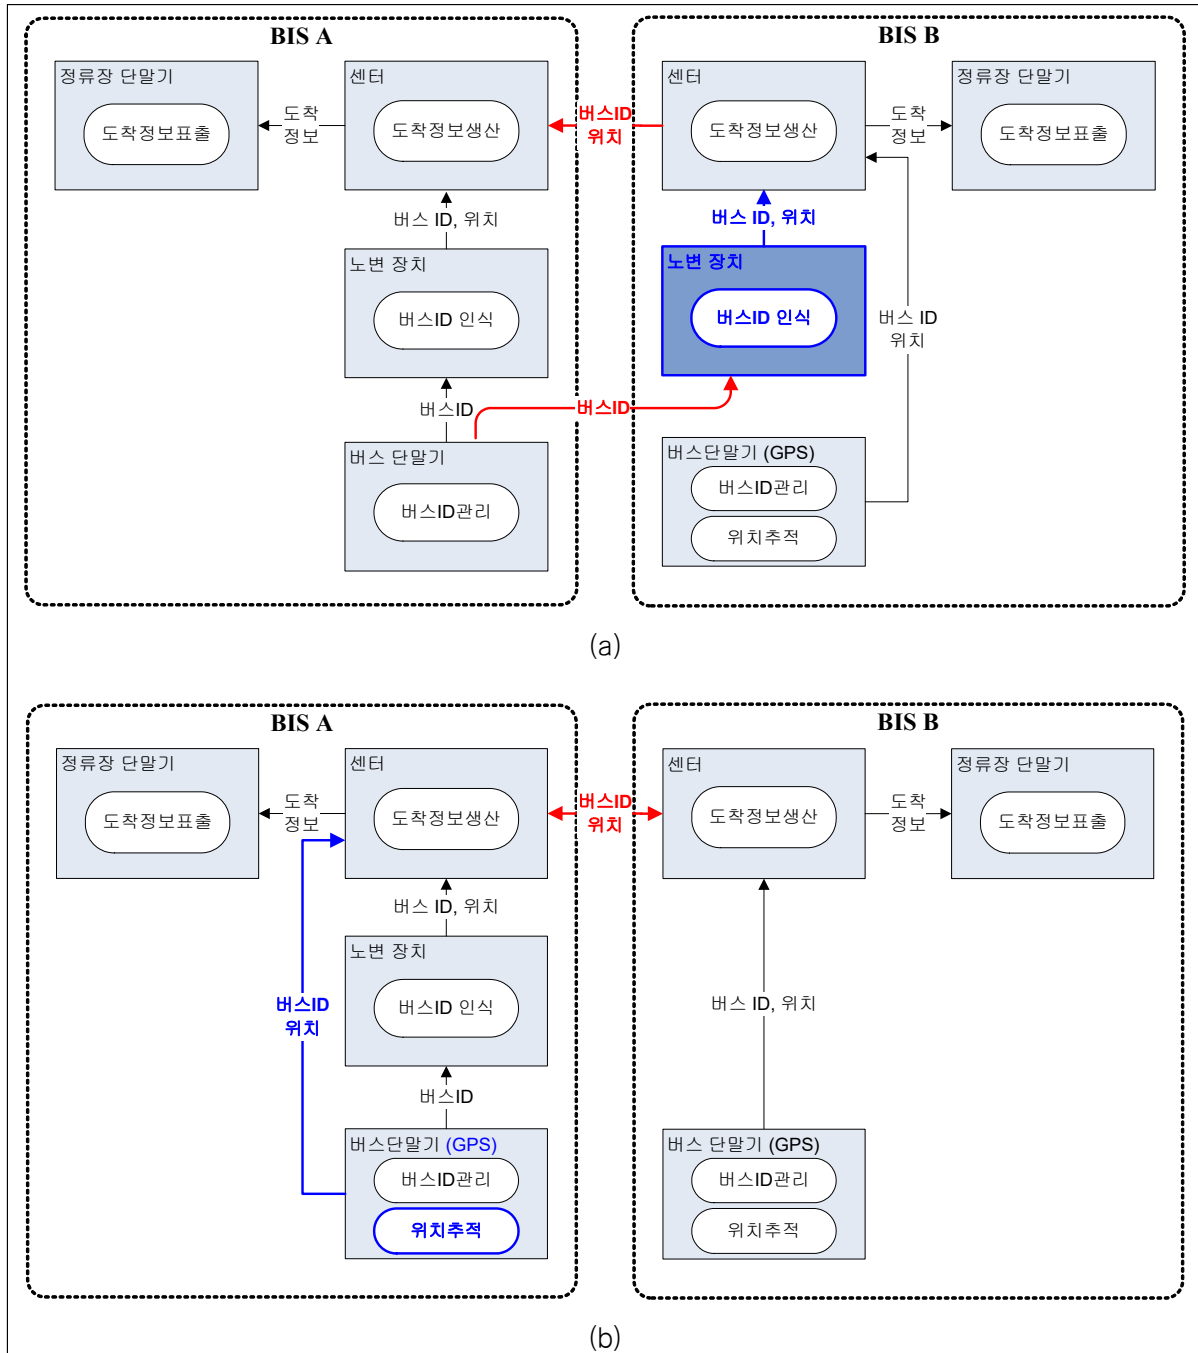 BIS A
정류장 단말기
도착정보표출
도착
정보
센터
도착정보생산
버스 ID, 위치
노변 장치
버스ID 인식
버스ID
버스 단말기
버스ID관리
버스ID
위치
버스ID
BIS B
센터
도착정보생산
도착
정보
정류장 단말기
도착정보표출
버스 ID, 위치
노변 장치
버스ID 인식
버스 ID
위치
버스단말기 (GPS)
버스ID관리
위치추적
(a)
BIS A
정류장 단말기
도착정보표출
도착
정보
센터
도착정보생산
버스 ID, 위치
노변 장치
버스ID 인식
버스ID
위치
버스ID
버스단말기 (GPS)
버스ID관리
위치추적
버스ID
위치
BIS B
센터
도착정보생산
도착
정보
정류장 단말기
도착정보표출
버스 ID, 위치
버스 단말기 (GPS)
버스ID관리
위치추적
(b)